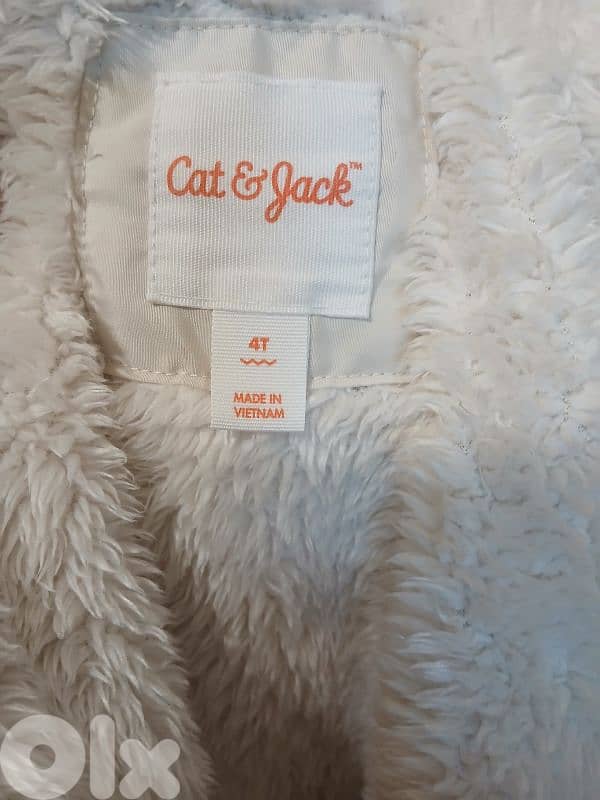 Cat & Jack™
4T
MADE IN
VIETNAM
Olx